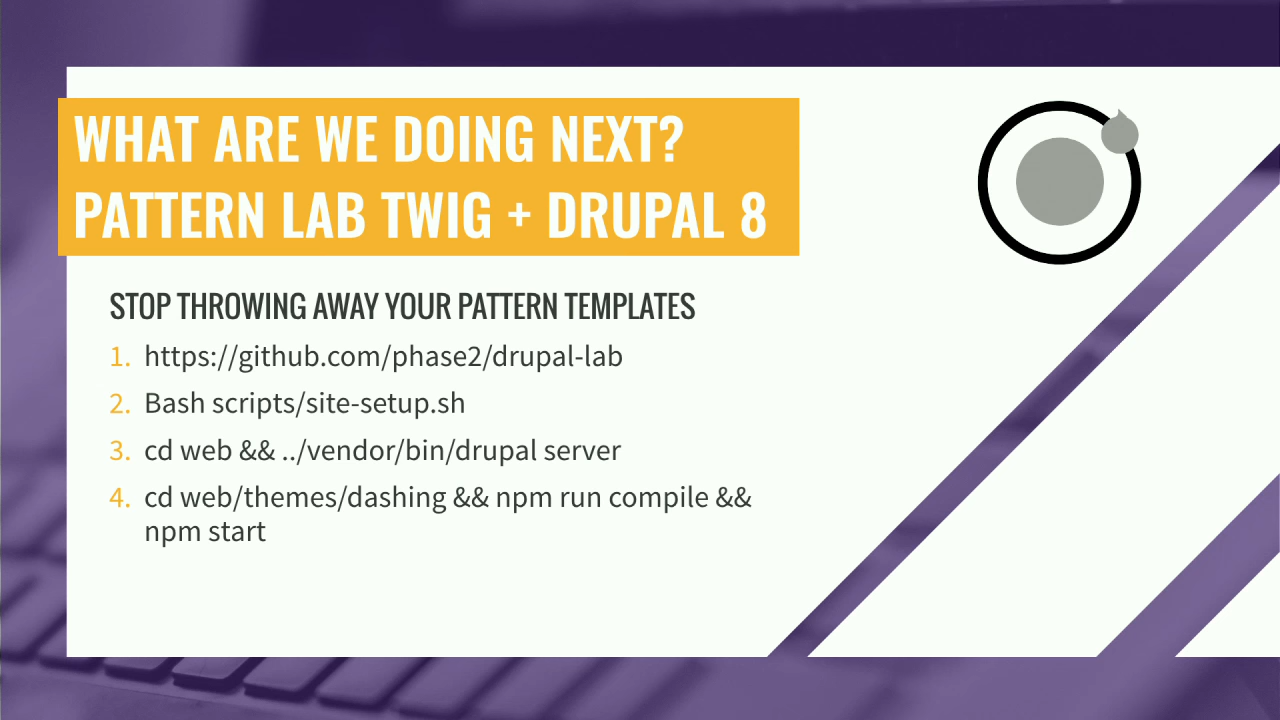 WHAT ARE WE DOING NEXT?
PATTERN LAB TWIG + DRUPAL 8
STOP THROWING AWAY YOUR PATTERN TEMPLATES
1. https://github.com/phase2/drupal-lab
2. Bash scripts/site-setup.sh
3. cd web && ../vendor/bin/drupal server
4. cd web/themes/dashing && npm run compile &&
npm start